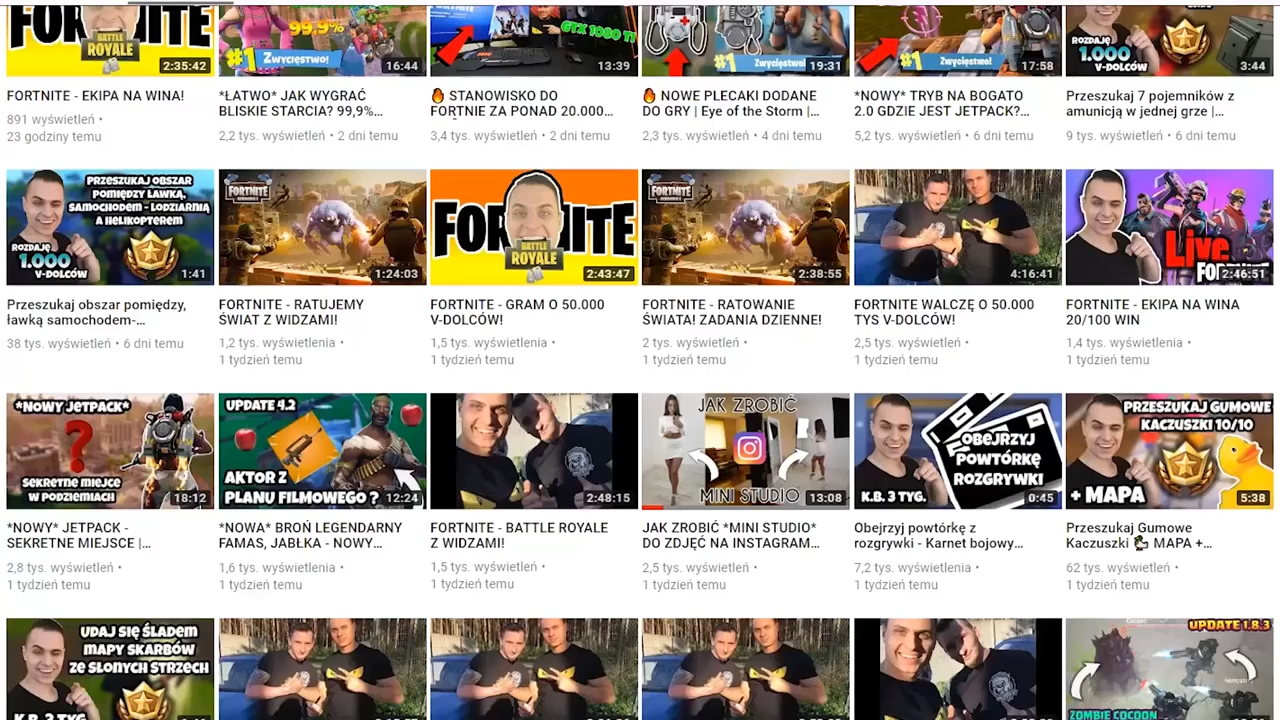 FORNITE
BATTLE
ROYALE
2:35:42
99,9%
#1 Zwycięstwo!
16:44
GTX 1080 TI
13:39
#1 Zwycięstwo!
19:31
#1 Zwycięstwo!
17:58
ROZDAJĘ
1.000
V-DOLCÓW
3:44
FORTNITE - EKIPA NA WINA!
891 wyświetleń •
23 godziny temu
*ŁATWO* JAK WYGRAĆ
BLISKIE STARCIA? 99,9%...
2,2 tys. wyświetleń • 2 dni temu
🔥 STANOWISKO DO
FORTNIE ZA PONAD 20.000...
3,4 tys. wyświetleń • 2 dni temu
🔥 NOWE PLECAKI DODANE
DO GRY | Eye of the Storm |...
2,3 tys. wyświetleń • 4 dni temu
*NOWY* TRYB NA BOGATO
2.0 GDZIE JEST JETPACK?...
5,2 tys. wyświetleń • 6 dni temu
Przeszukaj 7 pojemników z
amunicją w jednej grze |...
9 tys. wyświetleń • 6 dni temu
PRZESZUKAJ OBSZAR
POMIĘDZY ŁAWKĄ,
SAMOCHODEM - LODZIARNIĄ
A HELIKOPTEREM
ROZDAJĘ
1.000
V-DOLCÓW
1:41
FORTNITE
1:24:03
FORNITE
BATTLE
ROYALE
2:43:47
FORTNITE
2:38:55
4:16:41
Live
FORTNITE
2:46:51
Przeszukaj obszar pomiędzy,
ławką samochodem-...
38 tys. wyświetleń • 6 dni temu
FORTNITE - RATUJEMY
ŚWIAT Z WIDZAMI!
1,2 tys. wyświetlenia •
1 tydzień temu
FORTNITE - GRAM O 50.000
V-DOLCÓW!
1,5 tys. wyświetlenia •
1 tydzień temu
FORTNITE - RATOWANIE
ŚWIATA! ZADANIA DZIENNE!
2 tys. wyświetleń •
1 tydzień temu
FORTNITE WALCZĘ O 50.000
TYS V-DOLCÓW!
2,5 tys. wyświetleń •
1 tydzień temu
FORTNITE - EKIPA NA WINA
20/100 WIN
1,4 tys. wyświetlenia •
1 tydzień temu
*NOWY JETPACK*
?
SEKRETNE MIEJCE
W PODZIEMIACH
18:12
UPDATE 4.2
AKTOR Z
PLANU FILMOWEGO ?
12:24
2:48:15
JAK ZROBIĆ
MINI STUDIO
13:08
OBEJRZYJ
POWTÓRKĘ
ROZGRYWKI
K.B. 3 TYG.
0:45
PRZESZUKAJ GUMOWE
KACZUSZKI 10/10
+ MAPA
5:38
*NOWY* JETPACK -
SEKRETNE MIEJSCE |...
2,8 tys. wyświetleń •
1 tydzień temu
*NOWA* BROŃ LEGENDARNY
FAMAS, JABŁKA - NOWY...
1,6 tys. wyświetlenia •
1 tydzień temu
FORTNITE - BATTLE ROYALE
Z WIDZAMI!
1,5 tys. wyświetleń •
1 tydzień temu
JAK ZROBIĆ *MINI STUDIO*
DO ZDJĘĆ NA INSTAGRAM...
2,5 tys. wyświetleń •
1 tydzień temu
Obejrzyj powtórkę z
rozgrywki - Karnet bojowy...
7,2 tys. wyświetlenia •
1 tydzień temu
Przeszukaj Gumowe
Kaczuszki 🦆 MAPA +...
62 tys. wyświetleń •
1 tydzień temu
UDAJ SIĘ ŚLADEM
MAPY SKARBÓW
ZE SŁONYCH STRZECH
K.B. 3 TYG.
UPDATE 1.8.3
ZOMBIE COCOON